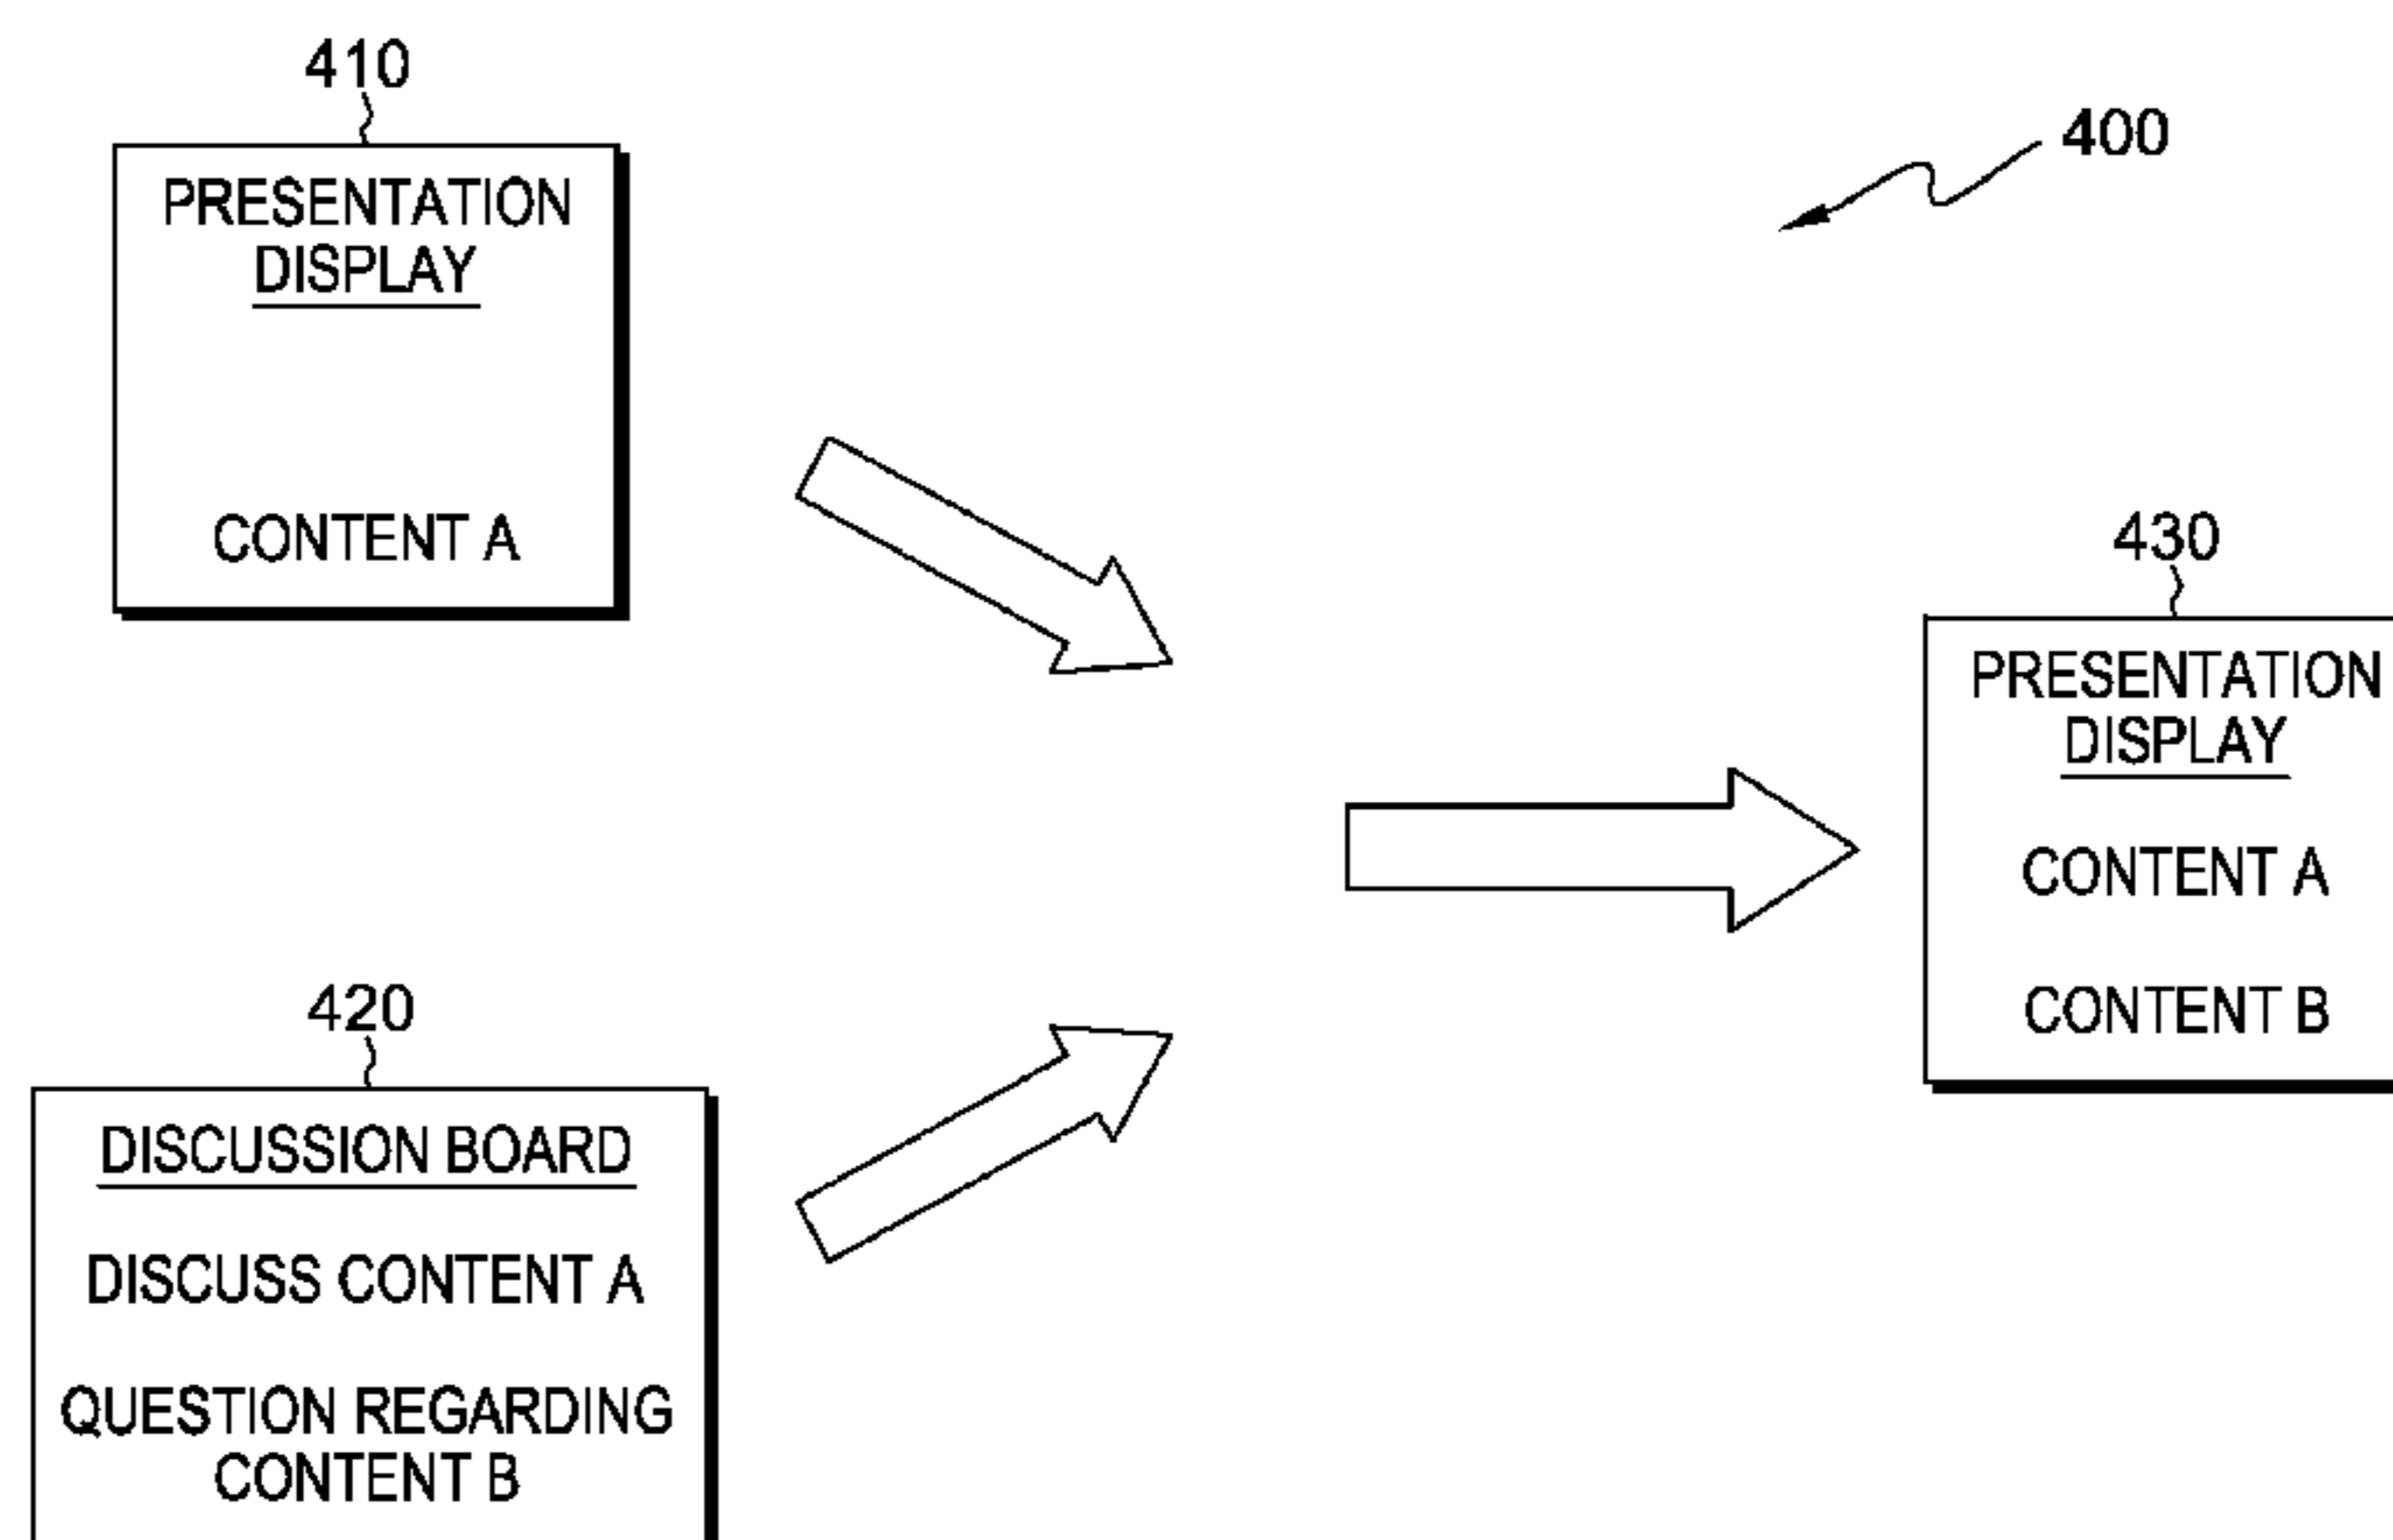 410
PRESENTATION
DISPLAY
CONTENT A
400
430
PRESENTATION
DISPLAY
CONTENT A
CONTENT B
420
DISCUSSION BOARD
DISCUSS CONTENT A
QUESTION REGARDING
CONTENT B